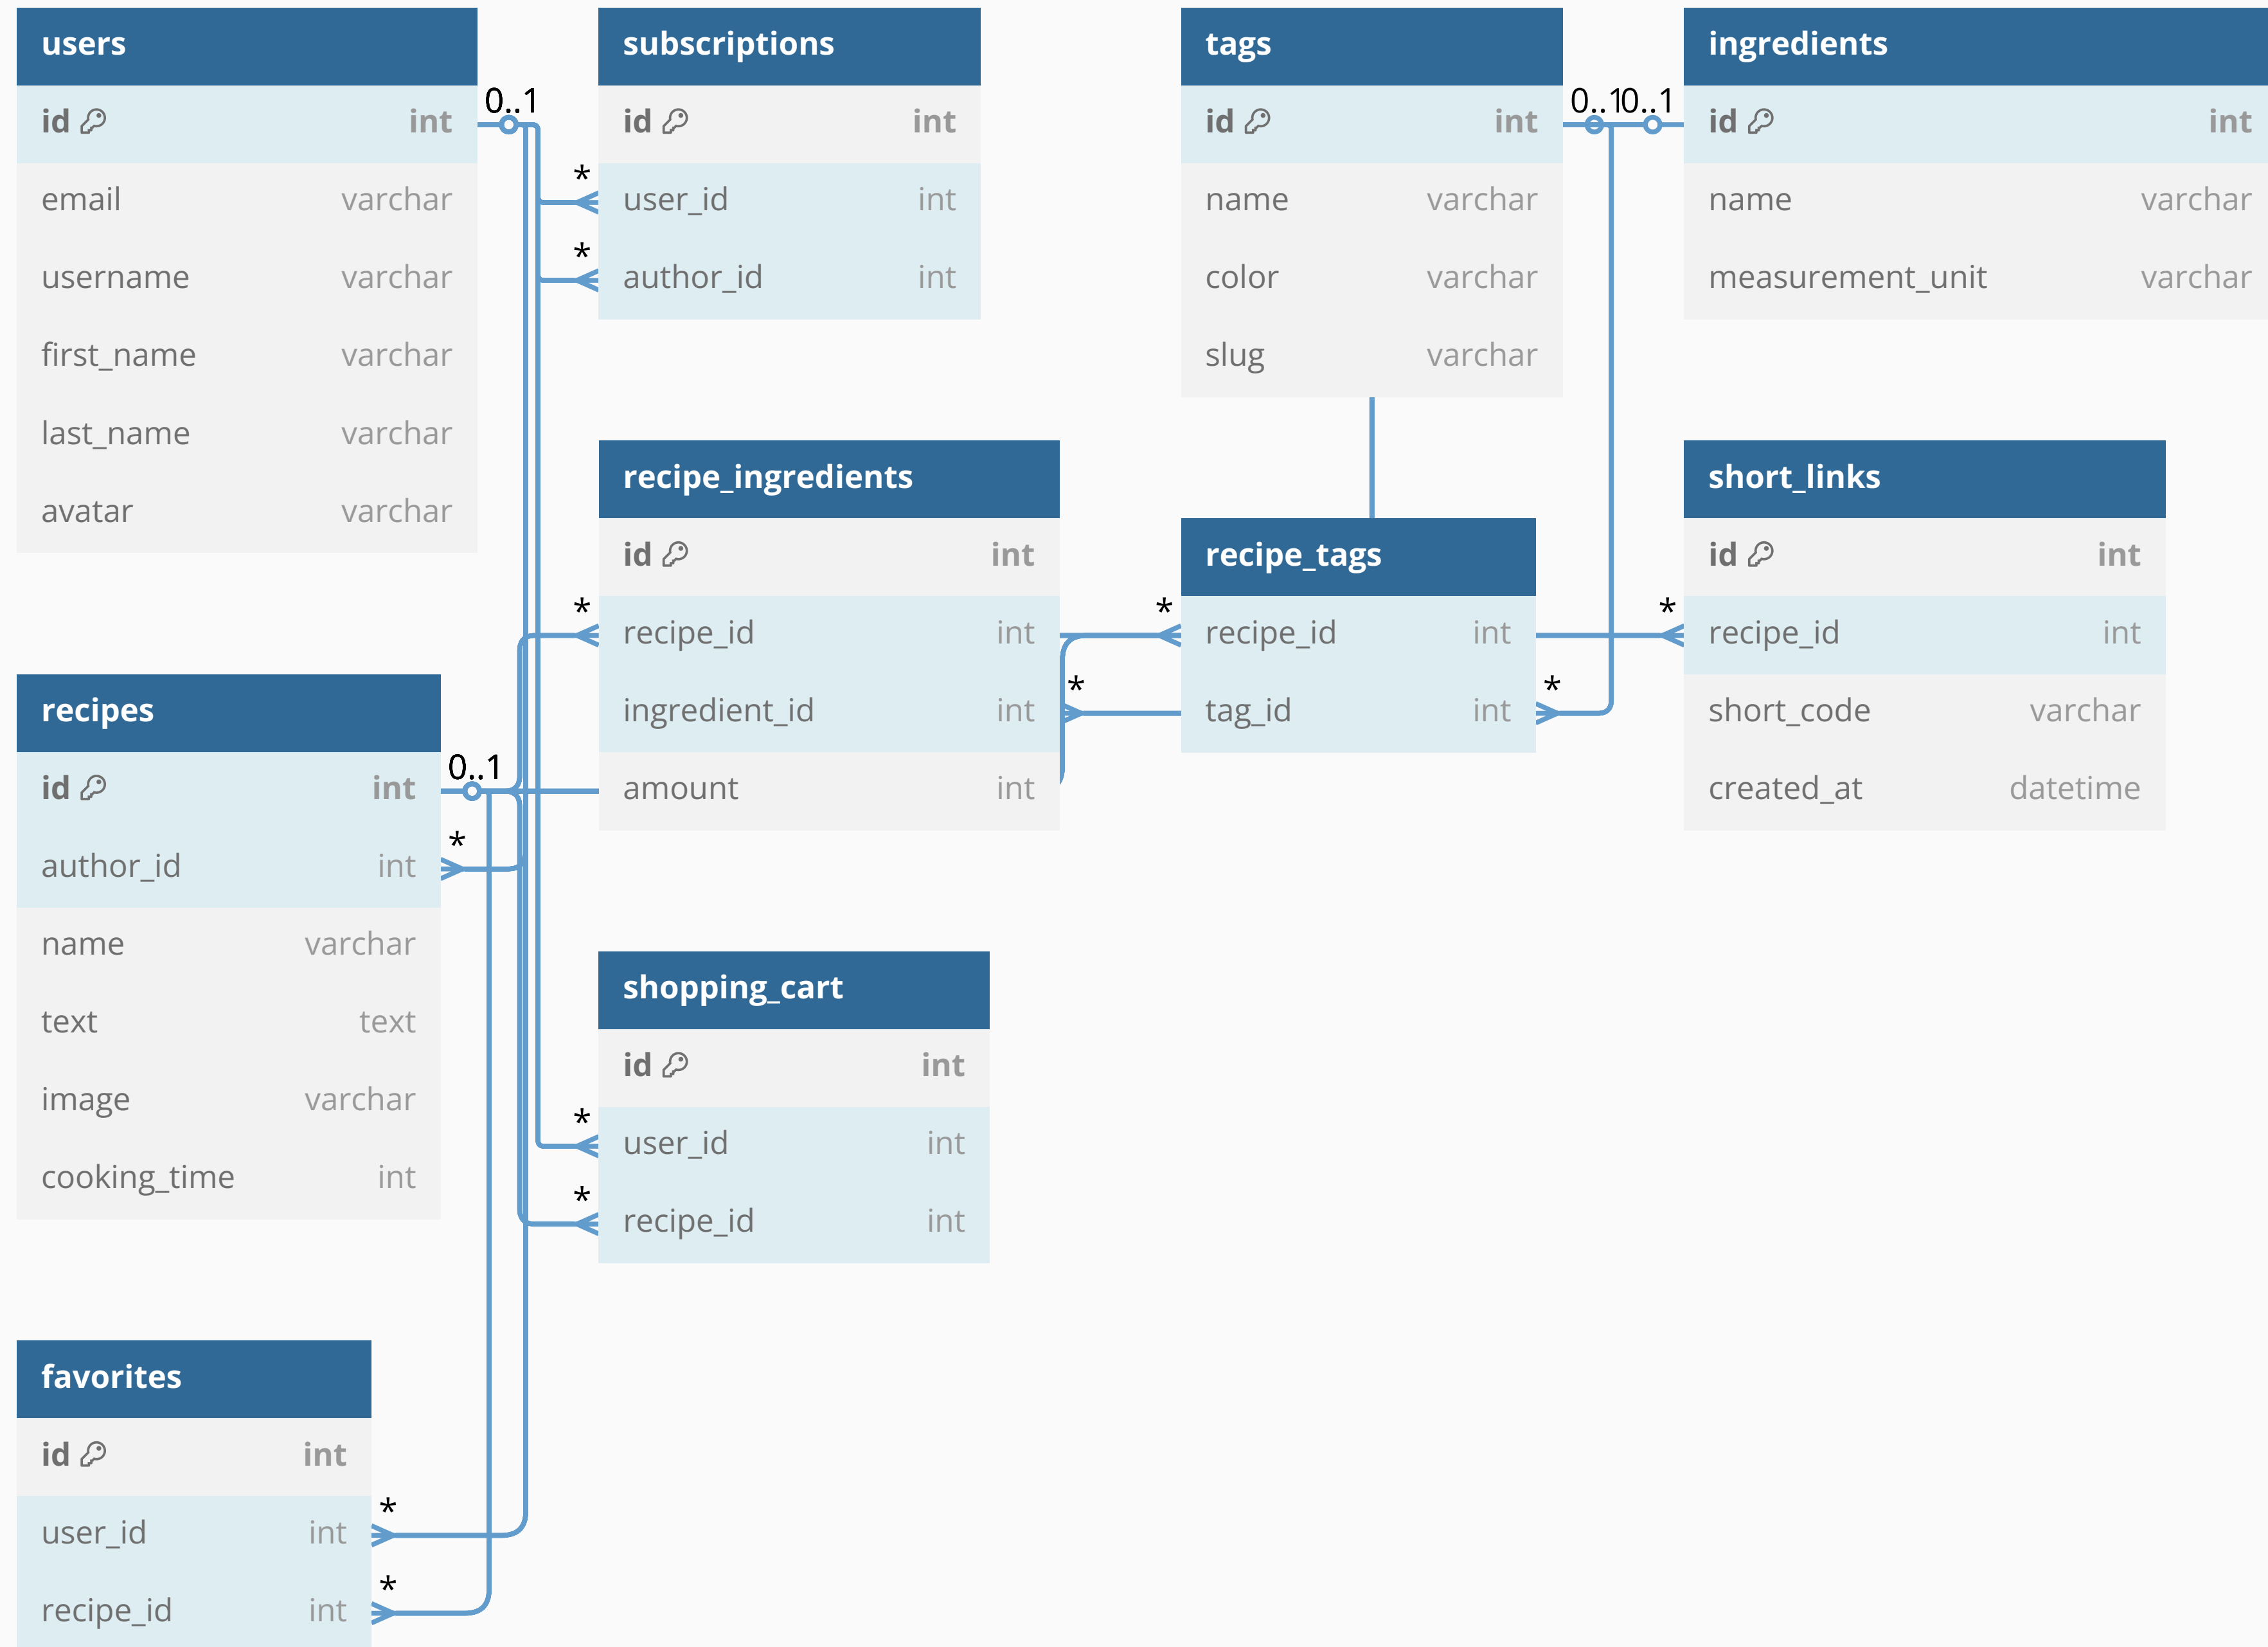 users
id int
email varchar
username varchar
first_name varchar
last_name varchar
avatar varchar
0..1
subscriptions
id int
*
user_id int
*
author_id int
tags
id int
name varchar
color varchar
slug varchar
0..1
0..1
ingredients
id int
name varchar
measurement_unit varchar
recipe_ingredients
id int
*
recipe_id int
*
ingredient_id int
amount int
recipe_tags
*
recipe_id int
*
tag_id int
short_links
id int
*
recipe_id int
short_code varchar
created_at datetime
recipes
0..1
id int
*
author_id int
name varchar
text text
image varchar
cooking_time int
shopping_cart
id int
*
user_id int
*
recipe_id int
favorites
id int
*
user_id int
*
recipe_id int